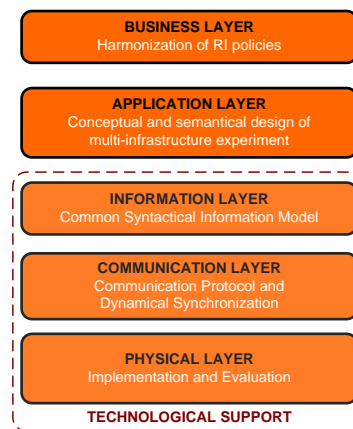 BUSINESS LAYER
Harmonization of RI policies
APPLICATION LAYER
Conceptual and semantical design of
multi-infrastructure experiment
INFORMATION LAYER
Common Syntactical Information Model
COMMUNICATION LAYER
Communication Protocol and
Dynamical Synchronization
PHYSICAL LAYER
Implementation and Evaluation
TECHNOLOGICAL SUPPORT